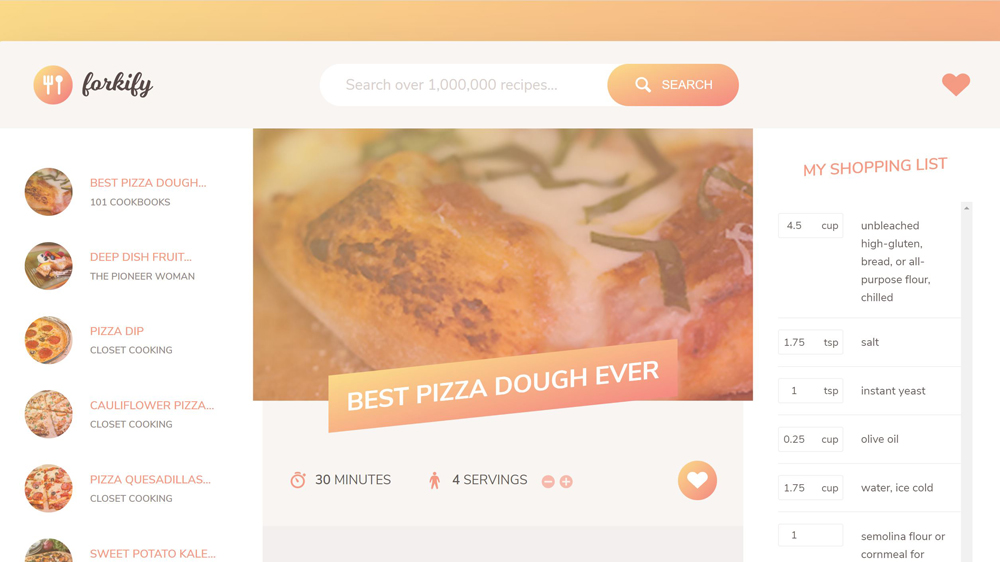 forkify
Search over 1,000,000 recipes...
SEARCH
BEST PIZZA DOUGH...
101 COOKBOOKS
DEEP DISH FRUIT...
THE PIONEER WOMAN
PIZZA DIP
CLOSET COOKING
CAULIFLOWER PIZZA...
CLOSET COOKING
PIZZA QUESADILLAS...
CLOSET COOKING
SWEET POTATO KALE...
BEST PIZZA DOUGH EVER
30 MINUTES
4 SERVINGS
MY SHOPPING LIST
4.5 cup
unbleached
high-gluten,
bread, or all-
purpose flour,
chilled
1.75 tsp salt
1 tsp instant yeast
0.25 cup olive oil
1.75 cup water, ice cold
1
semolina flour or
cornmeal for